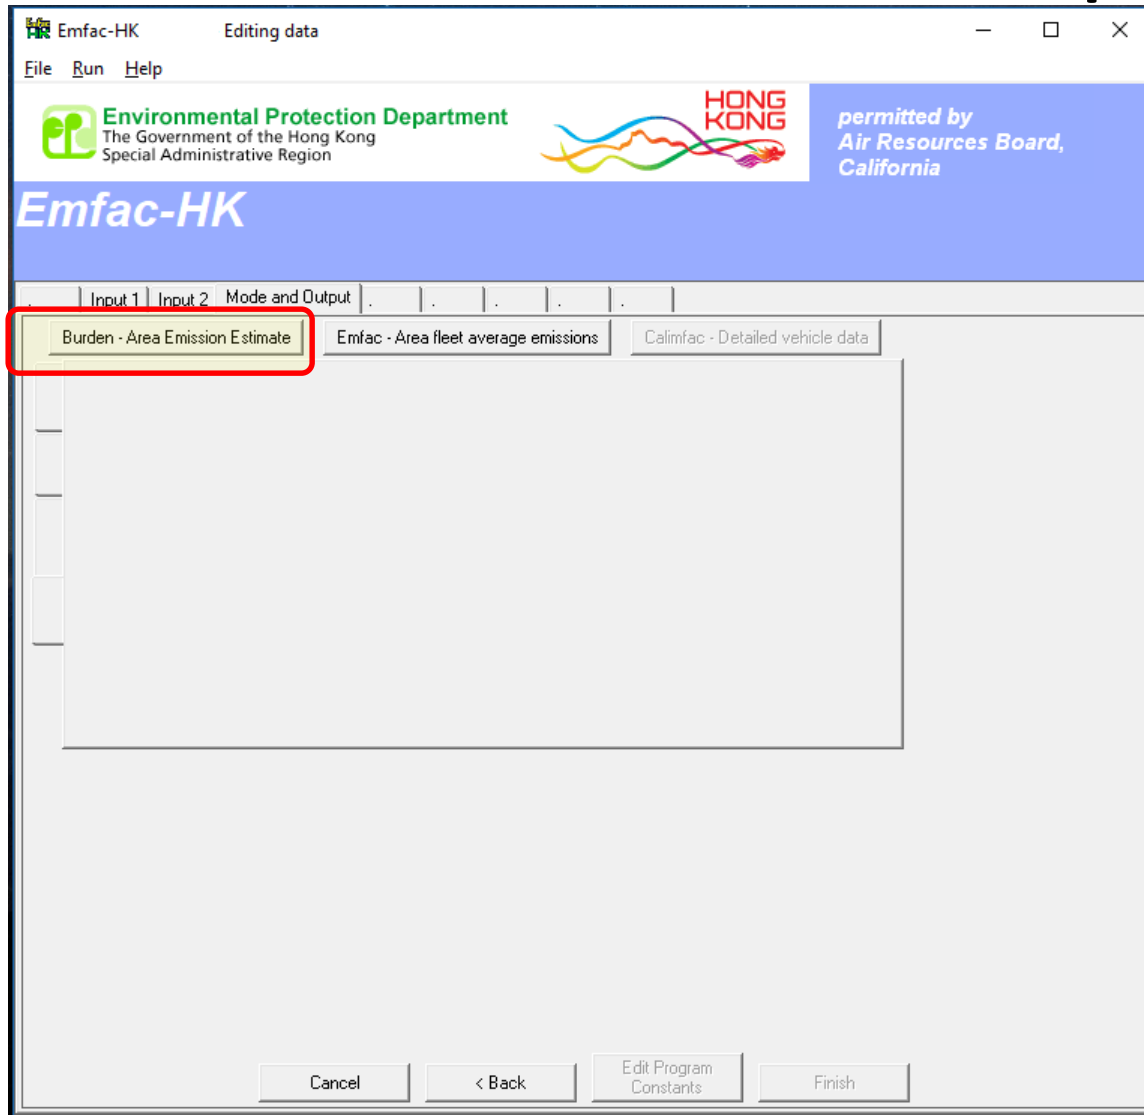 Emfac-HK Editing data
File Run Help
Environmental Protection Department
The Government of the Hong Kong
Special Administrative Region
HONG
KONG
permitted by
Air Resources Board,
California
Emfac-HK
. Input 1 Input 2 Mode and Output . . . . .
Burden - Area Emission Estimate Emfac - Area fleet average emissions Calimfac - Detailed vehicle data
Cancel < Back Edit Program Constants Finish